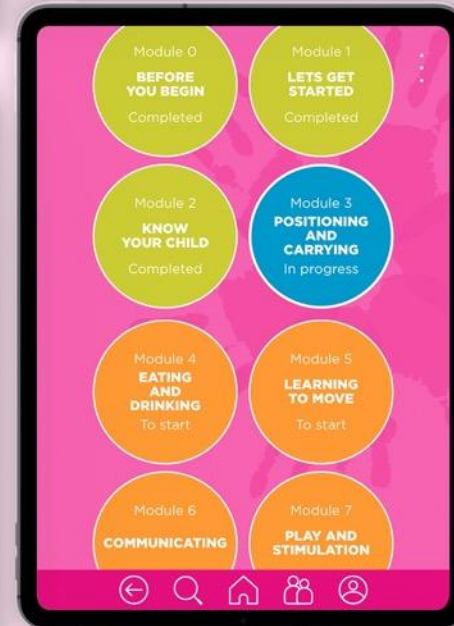 Module 0
BEFORE
YOU BEGIN
Completed
Module 1
LETS GET
STARTED
Completed
Module 2
KNOW
YOUR CHILD
Completed
Module 3
POSITIONING
AND
CARRYING
In progress
Module 4
EATING
AND
DRINKING
To start
Module 5
LEARNING
TO MOVE
To start
Module 6
COMMUNICATING
Module 7
PLAY AND
STIMULATION